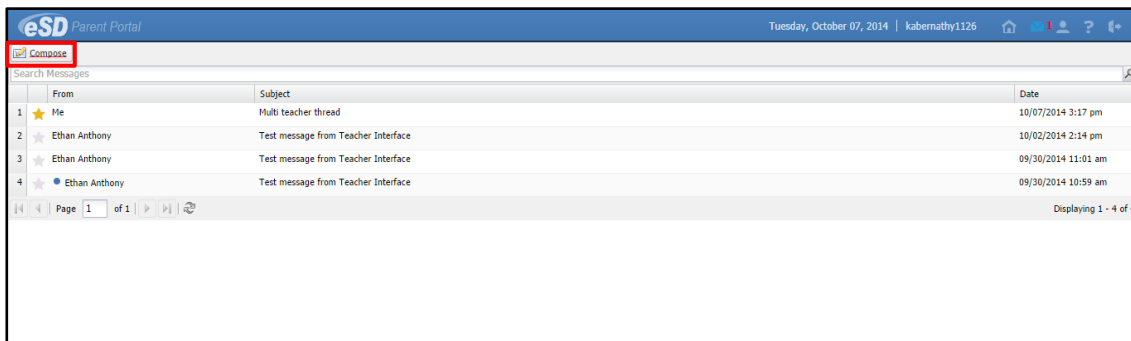 eSD Parent Portal Tuesday, October 07, 2014 | kabernathy1126 1 ?
Compose
Search Messages
From Subject Date
1 Me Multi teacher thread 10/07/2014 3:17 pm
2 Ethan Anthony Test message from Teacher Interface 10/02/2014 2:14 pm
3 Ethan Anthony Test message from Teacher Interface 09/30/2014 11:01 am
4 Ethan Anthony Test message from Teacher Interface 09/30/2014 10:59 am
Page 1 of 1 Displaying 1 - 4 of